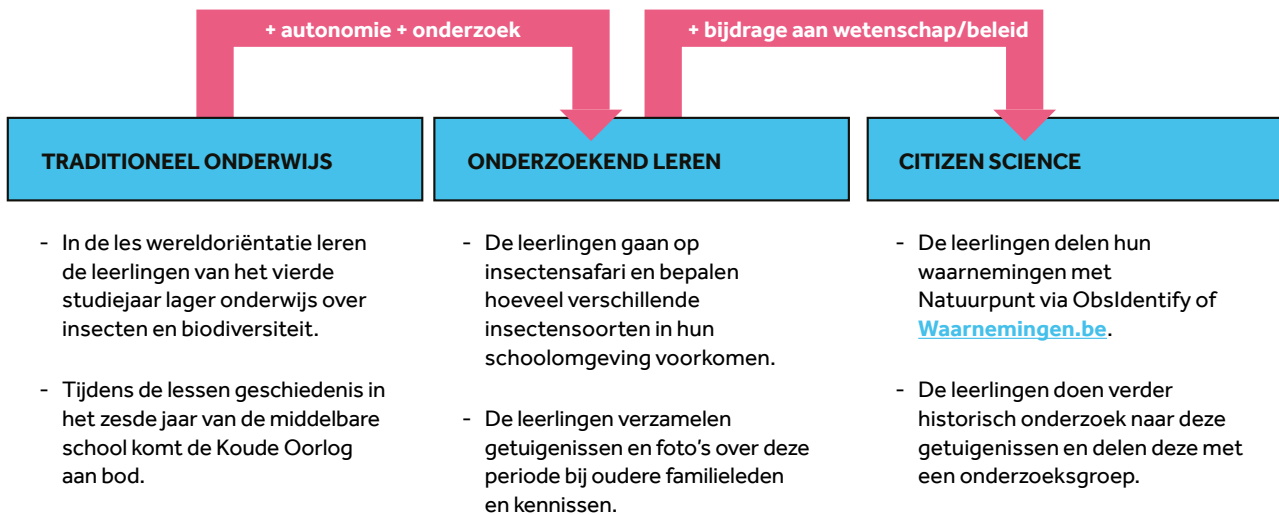 + autonomie + onderzoek
+ bijdrage aan wetenschap/beleid
TRADITIONEEL ONDERWIJS
- In de les wereldoriëntatie leren
de leerlingen van het vierde
studiejaar lager onderwijs over
insecten en biodiversiteit.
- Tijdens de lessen geschiedenis in
het zesde jaar van de middelbare
school komt de Koude Oorlog
aan bod.
ONDERZOEKEND LEREN
- De leerlingen gaan op
insectensafari en bepalen
hoeveel verschillende
insectensoorten in hun
schoolomgeving voorkomen.
- De leerlingen verzamelen
getuigenissen en foto's over deze
periode bij oudere familieleden
en kennissen.
CITIZEN SCIENCE
- De leerlingen delen hun
waarnemingen met
Natuurpunt via ObsIdentify of
Waarnemingen.be.
- De leerlingen doen verder
historisch onderzoek naar deze
getuigenissen en delen deze met
een onderzoeksgroep.